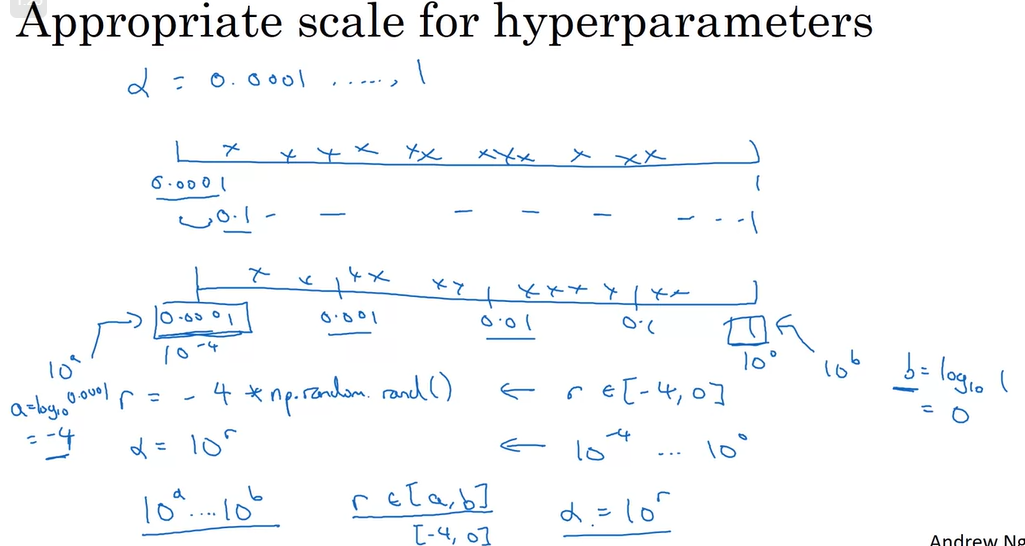 Appropriate scale for hyperparameters
α = 0.0001 ....., 1
0.0001 1
0.1 - - - - - - - - 1
0.0001 0.001 0.01 0.1 1
10^-4 10^0
10^a 10^b
a=log₁₀ 0.0001
= -4
b = log₁₀ 1
= 0
r = -4 * np.random.rand() ← r ∈ [-4, 0]
α = 10^r ← 10^-4 ... 10^0
10^a .... 10^b r ∈ [a, b] α = 10^r
[-4, 0]
Andrew Ng